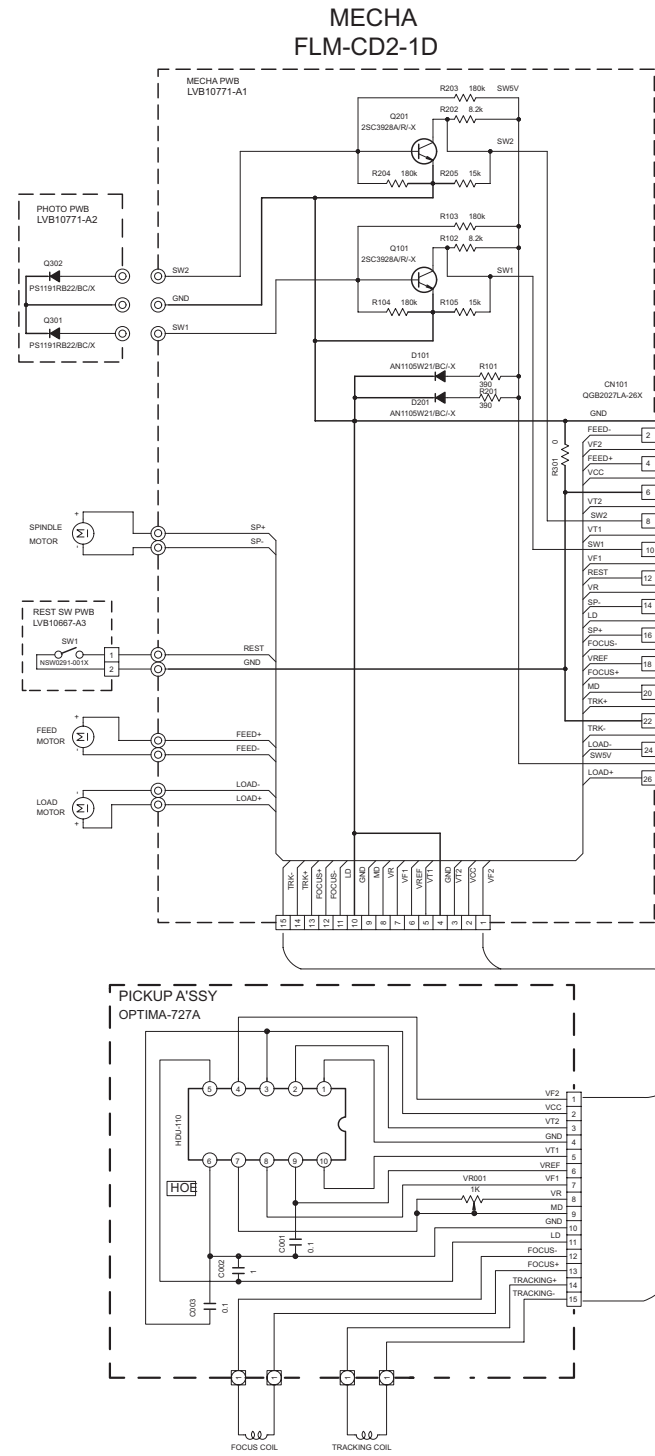 MECHA
FLM-CD2-1D
MECHA PWB
LVB10771-A1
R203 180k SW5V
R202 8.2k
Q201
2SC3928A/R/-X
SW2
R204 180k R205 15k
PHOTO PWB
LVB10771-A2
R103 180k
R102 8.2k
Q101
2SC3928A/R/-X
Q302
PS1191RB22/BC/X
SW2
SW1
GND
R104 180k R105 15k
Q301
PS1191RB22/BC/X
SW1
D101
AN1105W21/BC/-X
R101
390
R201
390
D201
AN1105W21/BC/-X
CN101
QGB2027LA-26X
GND
FEED-
2
VF2
FEED+
4
VCC
R301 0
6
VT2
SW2
8
VT1
SW1
10
VF1
REST
12
VR
SP-
14
LD
SP+
16
FOCUS-
VREF
18
FOCUS+
MD
20
TRK+
22
TRK-
LOAD-
24
SW5V
LOAD+
26
SPINDLE
MOTOR
+
M
-
SP+
SP-
REST SW PWB
LVB10667-A3
SW1
NSW0291-001X
1
2
REST
GND
FEED
MOTOR
+
M
-
FEED+
FEED-
LOAD
MOTOR
-
M
+
LOAD-
LOAD+
TRK- TRK+ FOCUS+ FOCUS- LD GND MD VR VF1 VREF VT1 GND VT2 VCC VF2
15 14 13 12 11 10 9 8 7 6 5 4 3 2 1
PICKUP A'SSY
OPTIMA-727A
5 4 3 2 1
HDU-110
6 7 8 9 10
HOE
VF2 1
VCC 2
VT2 3
GND 4
VT1 5
VREF 6
VF1 7
VR001
1K
VR 8
MD 9
GND 10
LD 11
FOCUS- 12
FOCUS+ 13
TRACKING+ 14
TRACKING- 15
C001 0.1
C002 1
C003 0.1
1 1 1 1
FOCUS COIL TRACKING COIL